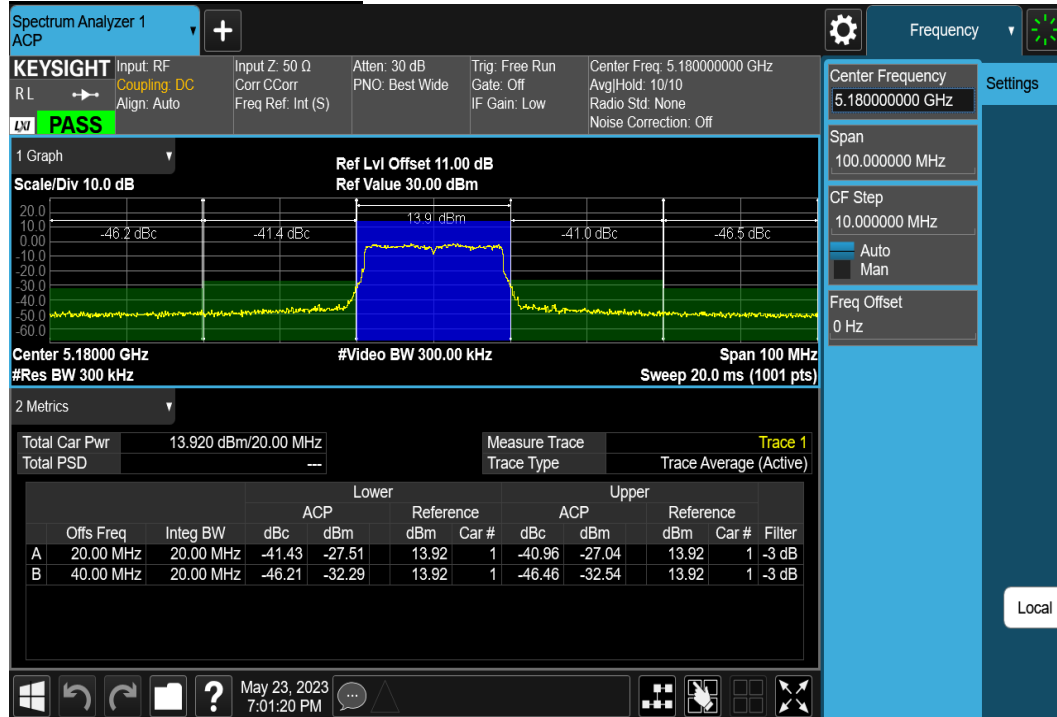 Spectrum Analyzer 1
ACP
Frequency
KEYSIGHT
RL
LXI
PASS
Input: RF
Coupling: DC
Align: Auto
Input Z: 50 Ω
Corr CCorr
Freq Ref: Int (S)
Atten: 30 dB
PNO: Best Wide
Trig: Free Run
Gate: Off
IF Gain: Low
Center Freq: 5.180000000 GHz
Avg|Hold: 10/10
Radio Std: None
Noise Correction: Off
Center Frequency
5.180000000 GHz
Settings
Span
100.000000 MHz
CF Step
10.000000 MHz
Auto
Man
Freq Offset
0 Hz
1 Graph
Scale/Div 10.0 dB
Ref Lvl Offset 11.00 dB
Ref Value 30.00 dBm
20.0
10.0
0.00
-10.0
-20.0
-30.0
-40.0
-50.0
-60.0
-46.2 dBc
-41.4 dBc
13.9 dBm
-41.0 dBc
-46.5 dBc
Center 5.18000 GHz
#Video BW 300.00 kHz
Span 100 MHz
#Res BW 300 kHz
Sweep 20.0 ms (1001 pts)
2 Metrics
Total Car Pwr 13.920 dBm/20.00 MHz
Total PSD ---
Measure Trace Trace 1
Trace Type Trace Average (Active)
Lower Upper
ACP Reference ACP Reference
Offs Freq Integ BW dBc dBm dBm Car # dBc dBm dBm Car # Filter
A 20.00 MHz 20.00 MHz -41.43 -27.51 13.92 1 -40.96 -27.04 13.92 1 -3 dB
B 40.00 MHz 20.00 MHz -46.21 -32.29 13.92 1 -46.46 -32.54 13.92 1 -3 dB
Local
?
May 23, 2023
7:01:20 PM